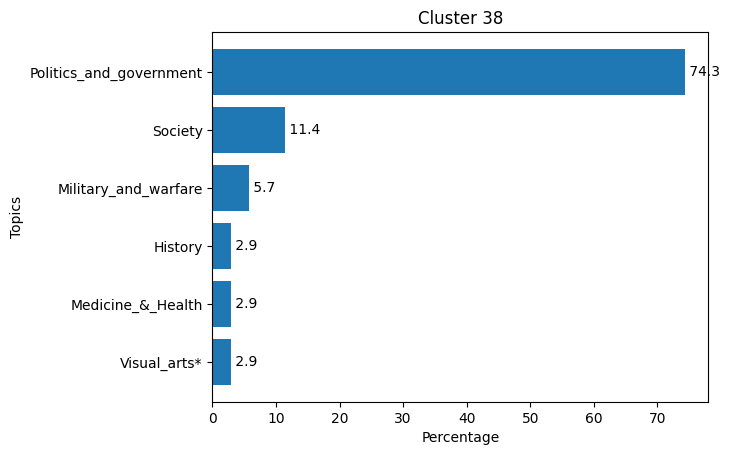 Cluster 38
Topics
Politics_and_government 74.3
Society 11.4
Military_and_warfare 5.7
History 2.9
Medicine_&_Health 2.9
Visual_arts* 2.9
0 10 20 30 40 50 60 70
Percentage